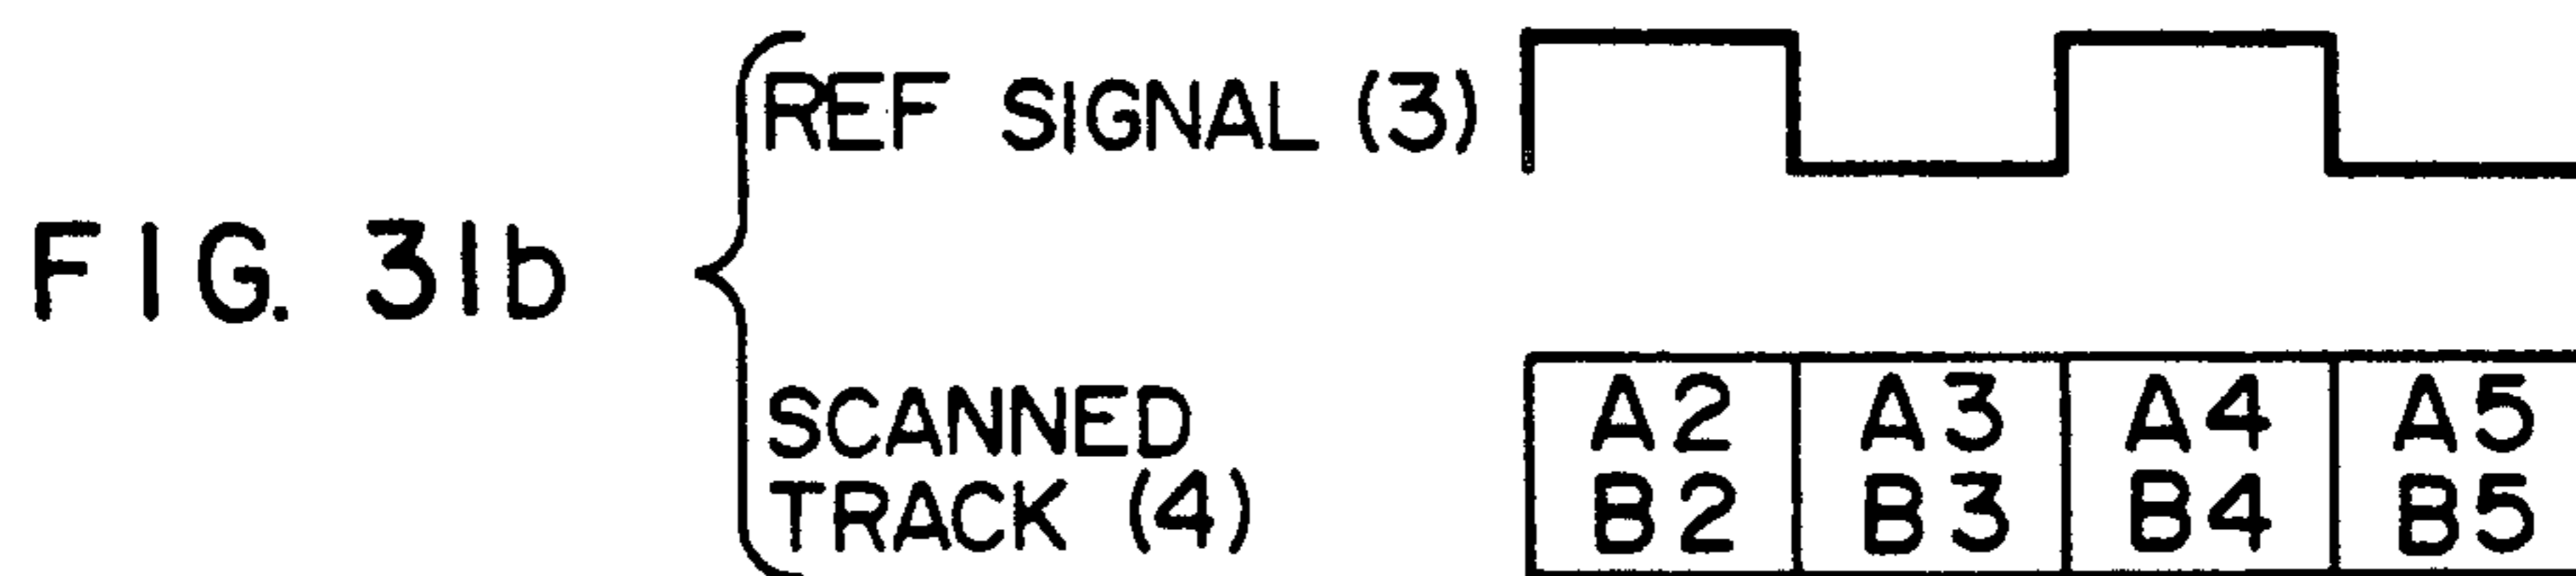 REF SIGNAL (3)
FIG. 31b
SCANNED
TRACK (4)
A2 A3 A4 A5
B2 B3 B4 B5